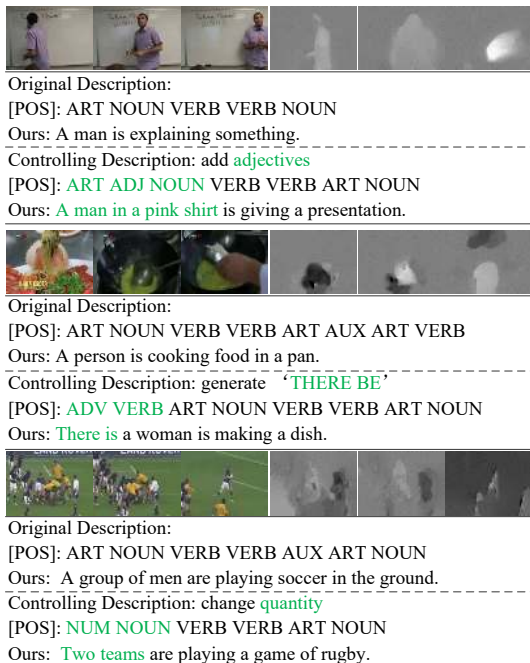 Original Description:
[POS]: ART NOUN VERB VERB NOUN
Ours: A man is explaining something.
Controlling Description: add adjectives
[POS]: ART ADJ NOUN VERB VERB ART NOUN
Ours: A man in a pink shirt is giving a presentation.
Original Description:
[POS]: ART NOUN VERB VERB ART AUX ART VERB
Ours: A person is cooking food in a pan.
Controlling Description: generate ‘THERE BE’
[POS]: ADV VERB ART NOUN VERB VERB ART NOUN
Ours: There is a woman is making a dish.
Original Description:
[POS]: ART NOUN VERB VERB AUX ART NOUN
Ours: A group of men are playing soccer in the ground.
Controlling Description: change quantity
[POS]: NUM NOUN VERB VERB ART NOUN
Ours: Two teams are playing a game of rugby.